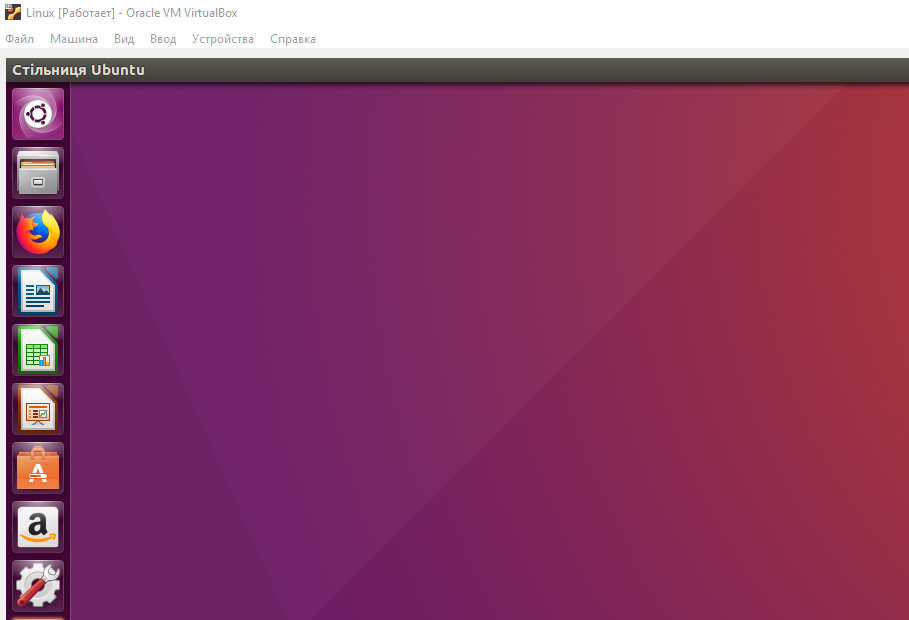 Linux [Работает] - Oracle VM VirtualBox
Файл Машина Вид Ввод Устройства Справка
Стільниця Ubuntu